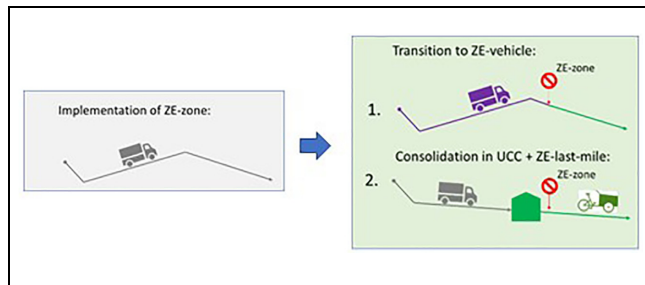 Implementation of ZE-zone:
Transition to ZE-vehicle:
ZE-zone
1.
Consolidation in UCC + ZE-last-mile:
ZE-zone
2.